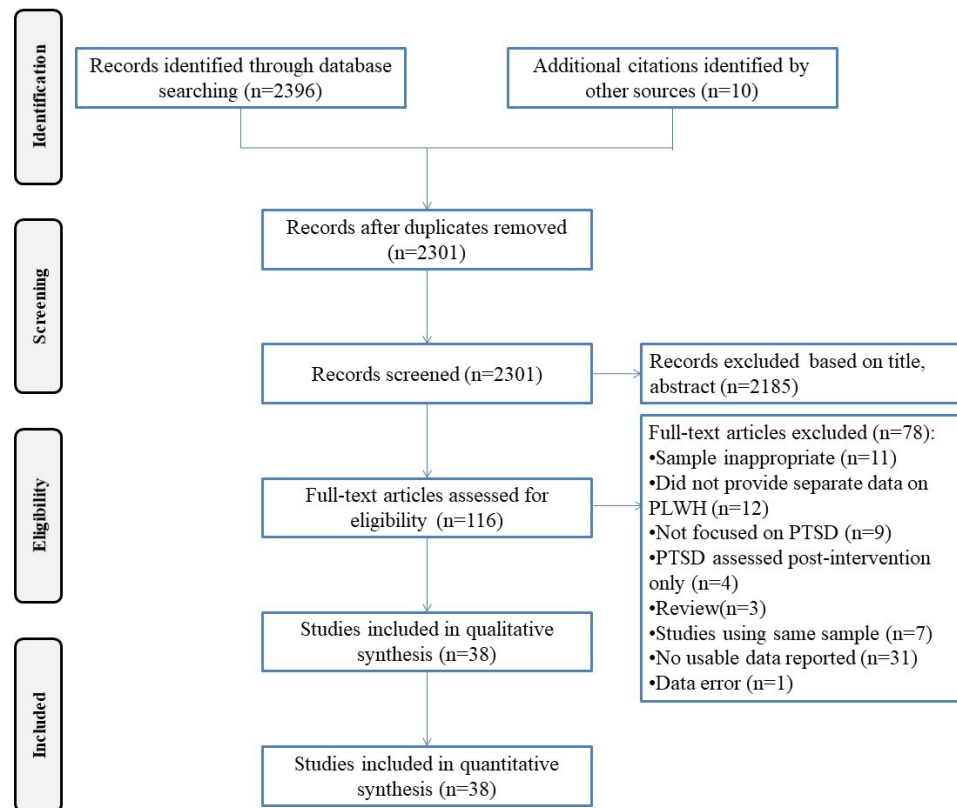 Identification
Records identified through database
searching (n=2396)
Additional citations identified by
other sources (n=10)
Screening
Records after duplicates removed
(n=2301)
Records screened (n=2301)
Records excluded based on title,
abstract (n=2185)
Eligibility
Full-text articles assessed for
eligibility (n=116)
Full-text articles excluded (n=78):
•Sample inappropriate (n=11)
•Did not provide separate data on
PLWH (n=12)
•Not focused on PTSD (n=9)
•PTSD assessed post-intervention
only (n=4)
•Review(n=3)
•Studies using same sample (n=7)
•No usable data reported (n=31)
•Data error (n=1)
Included
Studies included in qualitative
synthesis (n=38)
Studies included in quantitative
synthesis (n=38)